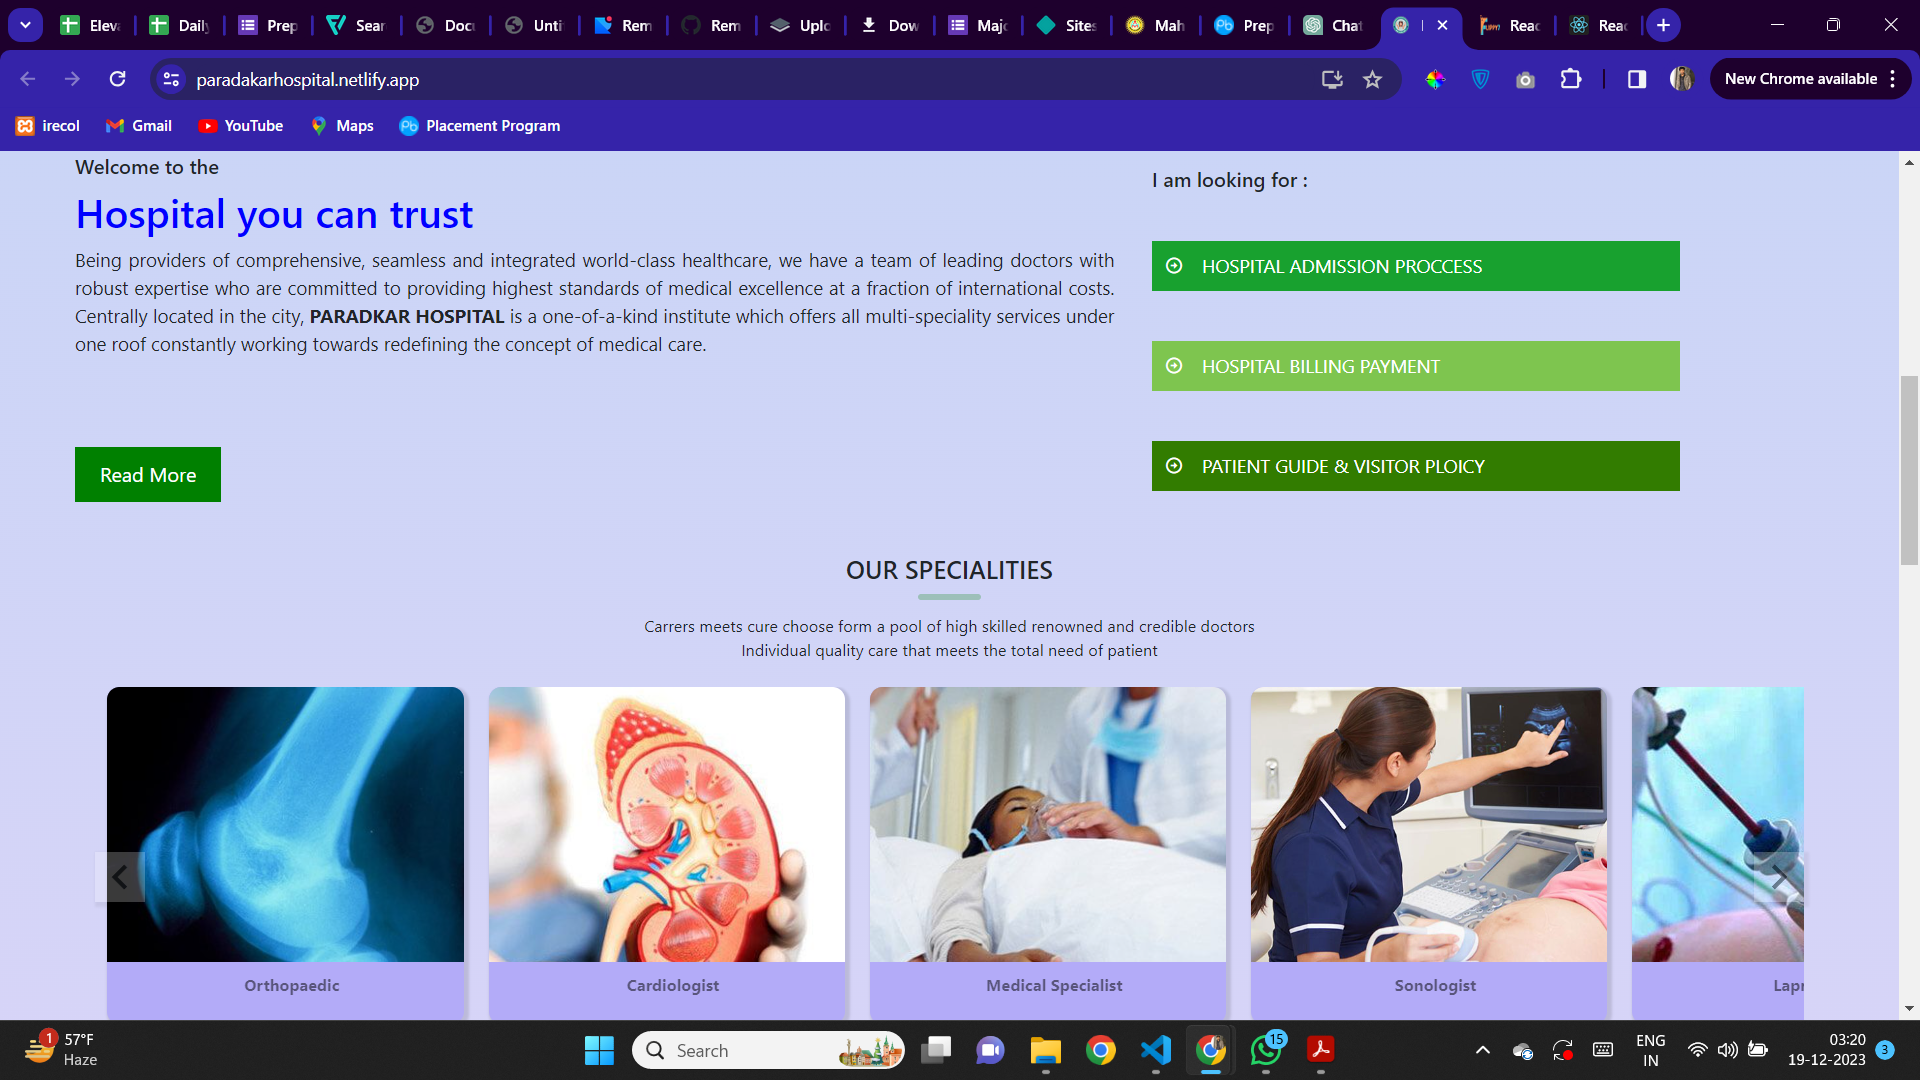 Elev
Daily
Prep
Sear
Doc
Unti
Rem
Rem
Uplo
Dow
Majo
Sites
Mah
Prep
Chat
Reac
Reac
paradakarhospital.netlify.app
New Chrome available
irecol
Gmail
YouTube
Maps
Placement Program
Welcome to the
Hospital you can trust
Being providers of comprehensive, seamless and integrated world-class healthcare, we have a team of leading doctors with
robust expertise who are committed to providing highest standards of medical excellence at a fraction of international costs.
Centrally located in the city, PARADKAR HOSPITAL is a one-of-a-kind institute which offers all multi-speciality services under
one roof constantly working towards redefining the concept of medical care.
Read More
I am looking for :
HOSPITAL ADMISSION PROCCESS
HOSPITAL BILLING PAYMENT
PATIENT GUIDE & VISITOR PLOICY
OUR SPECIALITIES
Carrers meets cure choose form a pool of high skilled renowned and credible doctors
Individual quality care that meets the total need of patient
Orthopaedic
Cardiologist
Medical Specialist
Sonologist
Lapr
1
57°F
Haze
Search
15
ENG
IN
03:20
19-12-2023
3